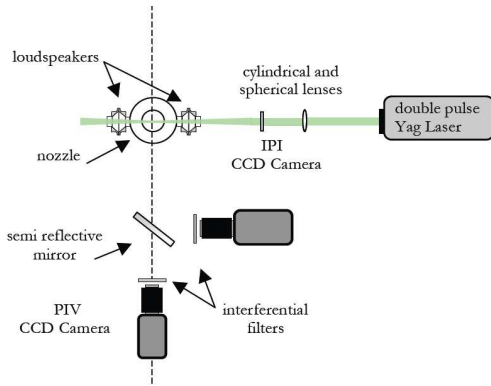 loudspeakers
cylindrical and
spherical lenses
double pulse
Yag Laser
nozzle
IPI
CCD Camera
semi reflective
mirror
PIV
CCD Camera
interferential
filters